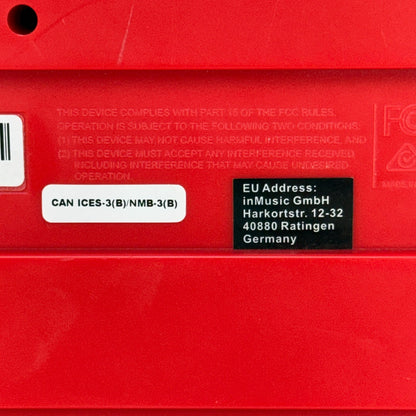 THIS DEVICE COMPLIES WITH PART 15 OF THE FCC RULES.
OPERATION IS SUBJECT TO THE FOLLOWING TWO CONDITIONS:
(1) THIS DEVICE MAY NOT CAUSE HARMFUL INTERFERENCE, AND
(2) THIS DEVICE MUST ACCEPT ANY INTERFERENCE RECEIVED
INCLUDING INTERFERENCE THAT MAY CAUSE UNDESIRED
OPERATION.
CAN ICES-3(B)/NMB-3(B)
EU Address:
inMusic GmbH
Harkortstr. 12-32
40880 Ratingen
Germany